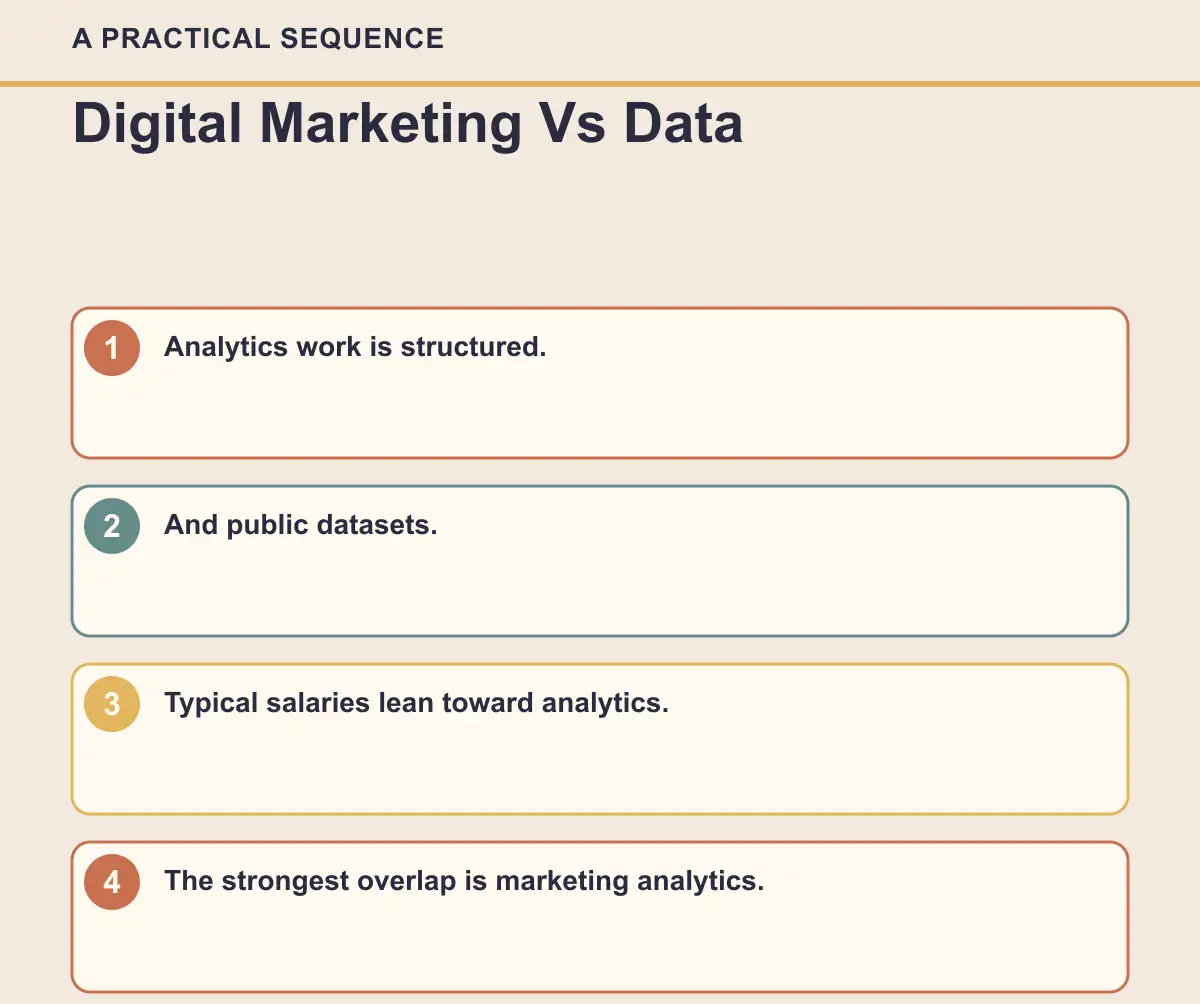 A PRACTICAL SEQUENCE
Digital Marketing Vs Data
1 Analytics work is structured.
2 And public datasets.
3 Typical salaries lean toward analytics.
4 The strongest overlap is marketing analytics.